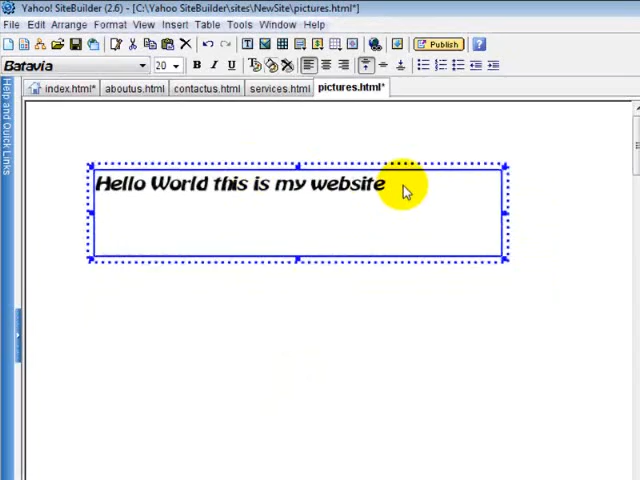 Yahoo! SiteBuilder (2.6) - [C:\Yahoo SiteBuilder\sites\NewSite\pictures.html*]
File Edit Arrange Format View Insert Table Tools Window Help
Publish
Batavia 20 B I U
index.html* aboutus.html contactus.html services.html pictures.html*
Help and Quick Links
Hello World this is my website